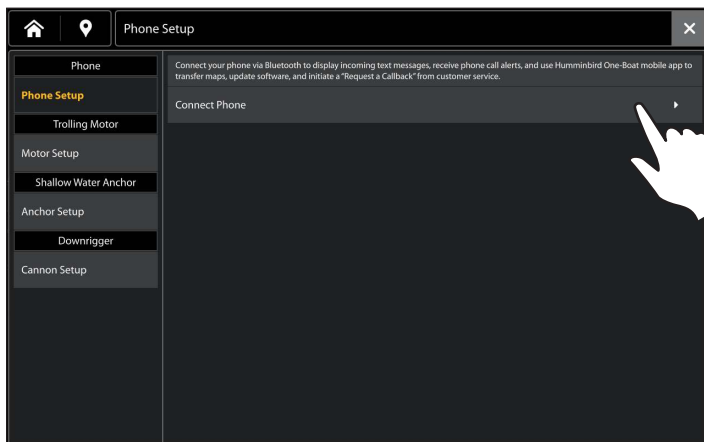 Phone Setup
Phone
Phone Setup
Trolling Motor
Motor Setup
Shallow Water Anchor
Anchor Setup
Downrigger
Cannon Setup
Connect your phone via Bluetooth to display incoming text messages, receive phone call alerts, and use Humminbird One-Boat mobile app to
transfer maps, update software, and initiate a “Request a Callback” from customer service.
Connect Phone